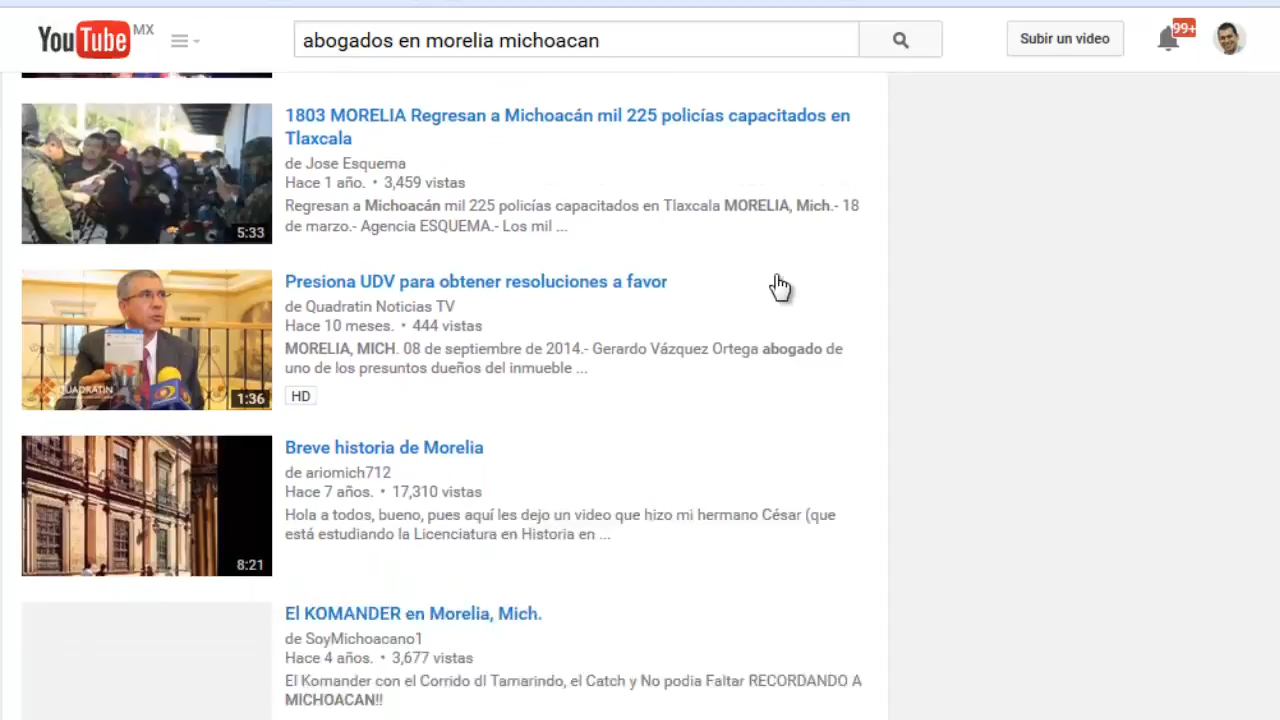 YouTube MX
abogados en morelia michoacan
Subir un video
99+
1803 MORELIA Regresan a Michoacán mil 225 policías capacitados en
Tlaxcala
de Jose Esquema
Hace 1 año. • 3,459 vistas
Regresan a Michoacán mil 225 policías capacitados en Tlaxcala MORELIA, Mich.- 18
de marzo.- Agencia ESQUEMA.- Los mil ...
5:33
Presiona UDV para obtener resoluciones a favor
de Quadratin Noticias TV
Hace 10 meses. • 444 vistas
MORELIA, MICH. 08 de septiembre de 2014.- Gerardo Vázquez Ortega abogado de
uno de los presuntos dueños del inmueble ...
HD
QUADRATIN
1:36
Breve historia de Morelia
de ariomich712
Hace 7 años. • 17,310 vistas
Hola a todos, bueno, pues aquí les dejo un video que hizo mi hermano César (que
está estudiando la Licenciatura en Historia en ...
8:21
El KOMANDER en Morelia, Mich.
de SoyMichoacano1
Hace 4 años. • 3,677 vistas
El Komander con el Corrido dl Tamarindo, el Catch y No podia Faltar RECORDANDO A
MICHOACAN!!